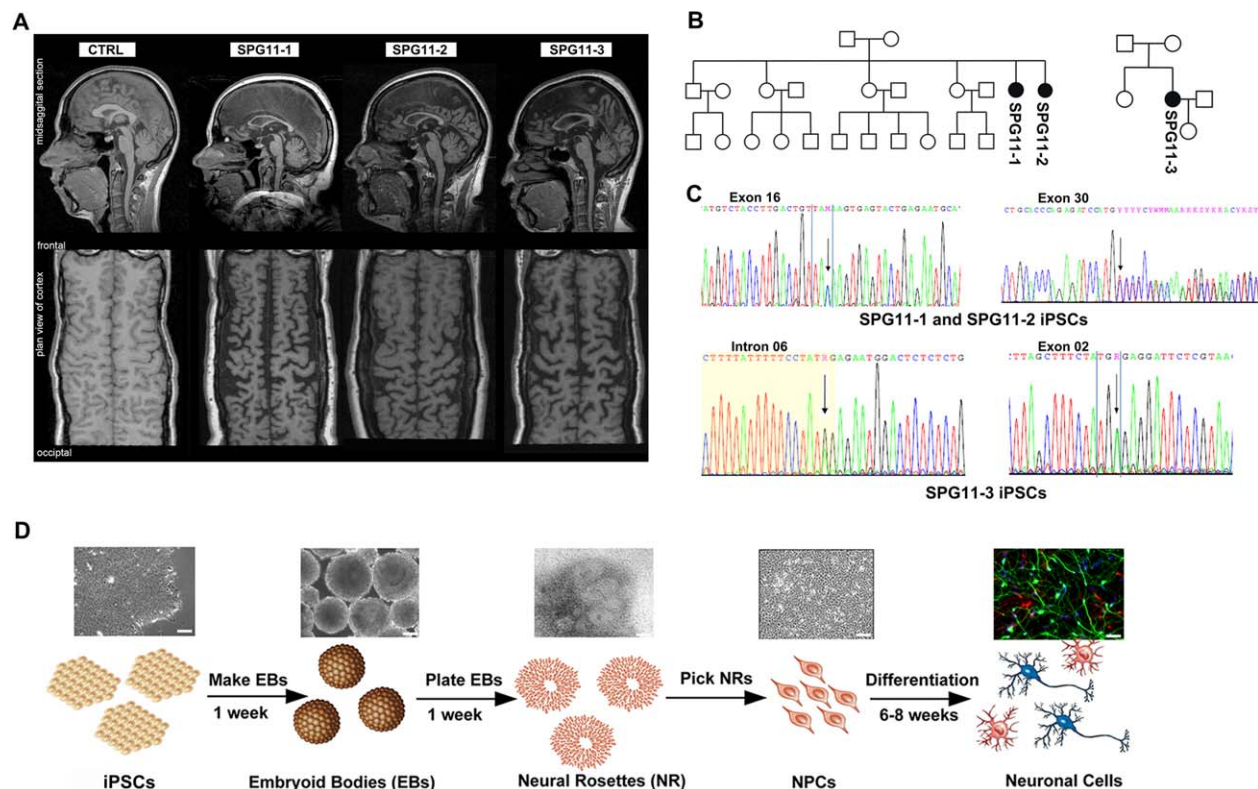 A
CTRL
SPG11-1
SPG11-2
SPG11-3
midsaggital section
frontal
plan view of cortex
occiptal
B
SPG11-1
SPG11-2
SPG11-3
C
Exon 16
Exon 30
SPG11-1 and SPG11-2 iPSCs
Intron 06
Exon 02
CTTTTATTTTTCCTATRGAGAATGGACTCTCTCTG
SPG11-3 iPSCs
D
Make EBs
1 week
Plate EBs
1 week
Pick NRs
Differentiation
6-8 weeks
iPSCs
Embryoid Bodies (EBs)
Neural Rosettes (NR)
NPCs
Neuronal Cells